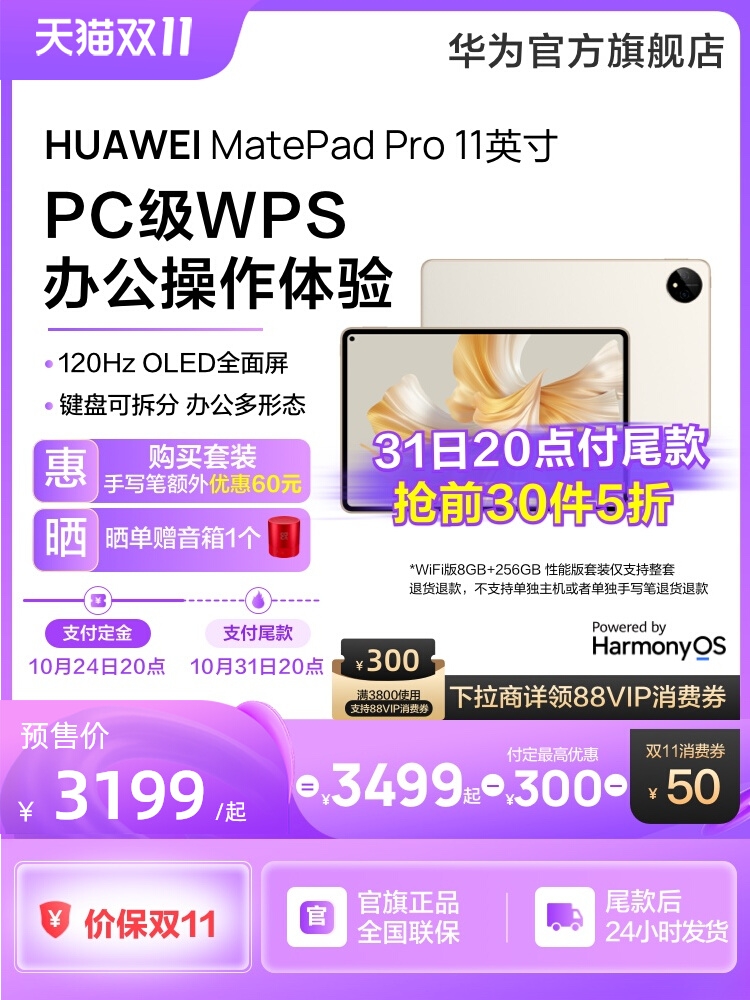 天猫双11
华为官方旗舰店
HUAWEI MatePad Pro 11英寸
PC级WPS
办公操作体验
120Hz OLED全面屏
键盘可拆分 办公多形态
惠
购买套装
手写笔额外优惠60元
晒
晒单赠音箱1个
31日20点付尾款
抢前30件5折
*WiFi版8GB+256GB 性能版套装仅支持整套
退货退款，不支持单独主机或者单独手写笔退货退款
支付定金
支付尾款
10月24日20点
10月31日20点
Powered by
HarmonyOS
¥300
满3800使用
支持88VIP消费券
下拉商详领88VIP消费券
预售价
¥3199/起
=¥3499起-
付定最高优惠
¥300-
双11消费券
¥50
¥
价保双11
官
官旗正品
全国联保
尾款后
24小时发货